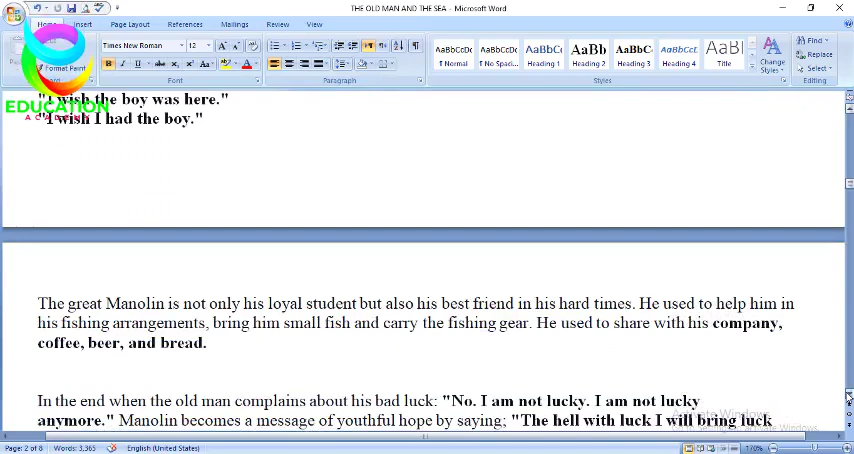 THE OLD MAN AND THE SEA - Microsoft Word
Home Insert Page Layout References Mailings Review View
Times New Roman 12
Format Paint
Font Paragraph Styles Editing
AaBbCcDc AaBbCcDc AaBbCc AaBb AaBbC AaBbCcL AaBl
¶ Normal ¶ No Spaci... Heading 2 Heading 1 Heading 3 Heading 4 Title
Change Styles
Find
Replace
Select
EDUCATION
ACADEMY
"I wish the boy was here."
"I wish I had the boy."
The great Manolin is not only his loyal student but also his best friend in his hard times. He used to help him in
his fishing arrangements, bring him small fish and carry the fishing gear. He used to share with his company,
coffee, beer, and bread.
In the end when the old man complains about his bad luck: "No. I am not lucky. I am not lucky
anymore." Manolin becomes a message of youthful hope by saying; "The hell with luck I will bring luck
Activate Windows
Page: 2 of 8 Words: 3,365 English (United States) 170%